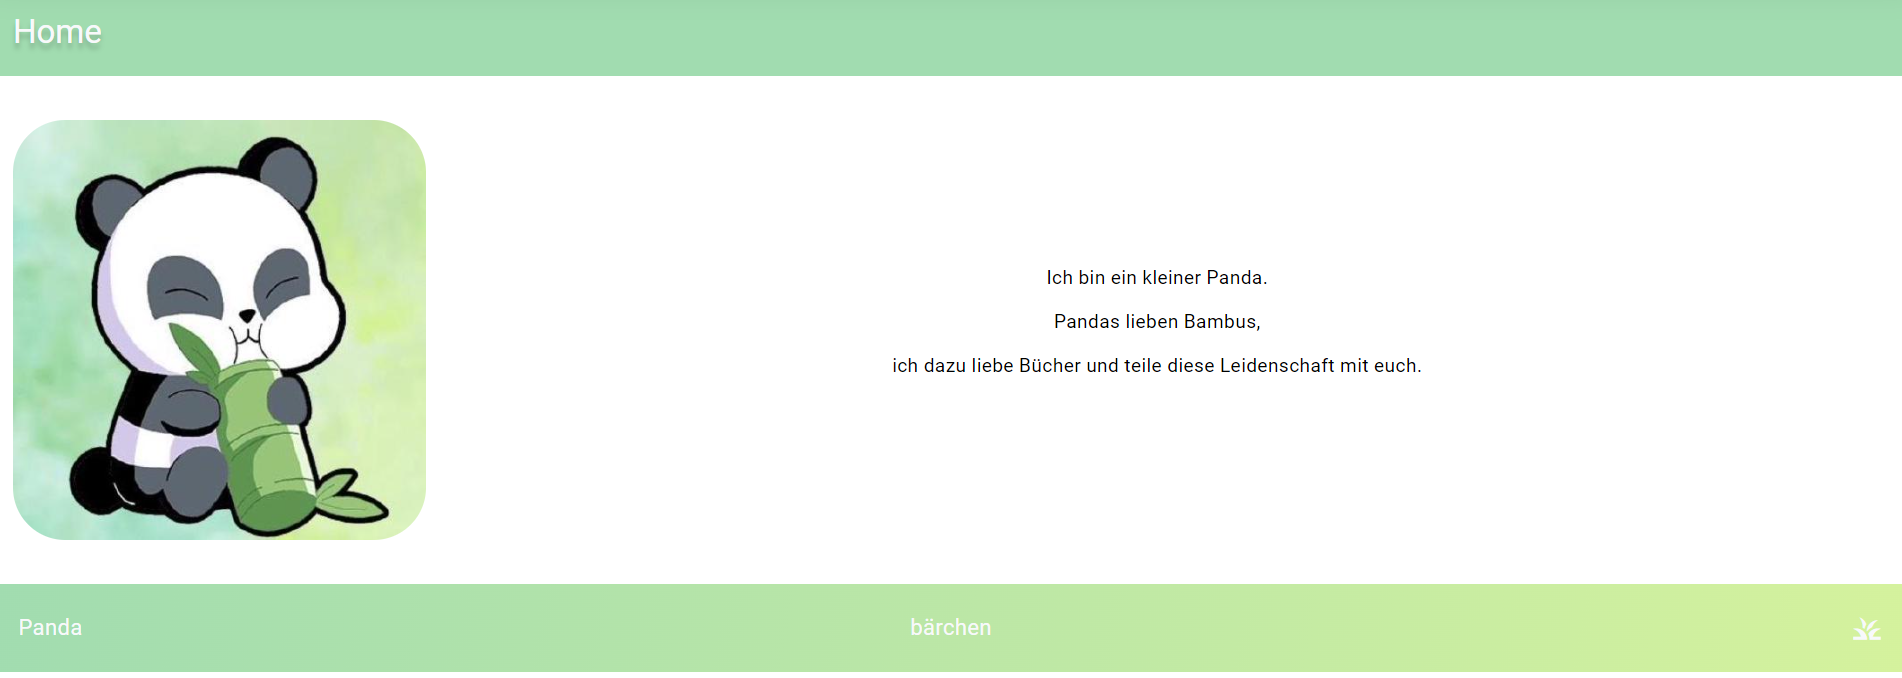 Home
Ich bin ein kleiner Panda.
Pandas lieben Bambus,
ich dazu liebe Bücher und teile diese Leidenschaft mit euch.
Panda bärchen